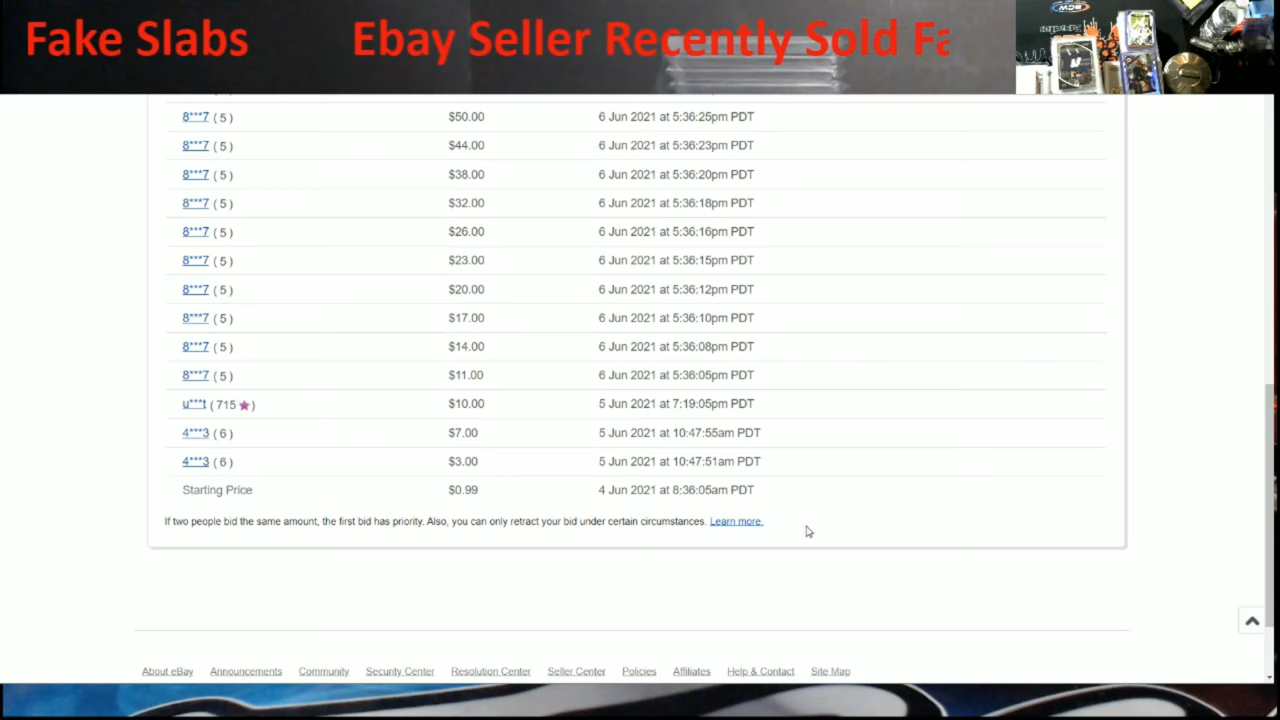 Fake Slabs Ebay Seller Recently Sold Fa
BCW
8***7 ( 5 ) $50.00 6 Jun 2021 at 5:36:25pm PDT
8***7 ( 5 ) $44.00 6 Jun 2021 at 5:36:23pm PDT
8***7 ( 5 ) $38.00 6 Jun 2021 at 5:36:20pm PDT
8***7 ( 5 ) $32.00 6 Jun 2021 at 5:36:18pm PDT
8***7 ( 5 ) $26.00 6 Jun 2021 at 5:36:16pm PDT
8***7 ( 5 ) $23.00 6 Jun 2021 at 5:36:15pm PDT
8***7 ( 5 ) $20.00 6 Jun 2021 at 5:36:12pm PDT
8***7 ( 5 ) $17.00 6 Jun 2021 at 5:36:10pm PDT
8***7 ( 5 ) $14.00 6 Jun 2021 at 5:36:08pm PDT
8***7 ( 5 ) $11.00 6 Jun 2021 at 5:36:05pm PDT
u***t ( 715 ★ ) $10.00 5 Jun 2021 at 7:19:05pm PDT
4***3 ( 6 ) $7.00 5 Jun 2021 at 10:47:55am PDT
4***3 ( 6 ) $3.00 5 Jun 2021 at 10:47:51am PDT
Starting Price $0.99 4 Jun 2021 at 8:36:05am PDT
If two people bid the same amount, the first bid has priority. Also, you can only retract your bid under certain circumstances. Learn more.
About eBay Announcements Community Security Center Resolution Center Seller Center Policies Affiliates Help & Contact Site Map